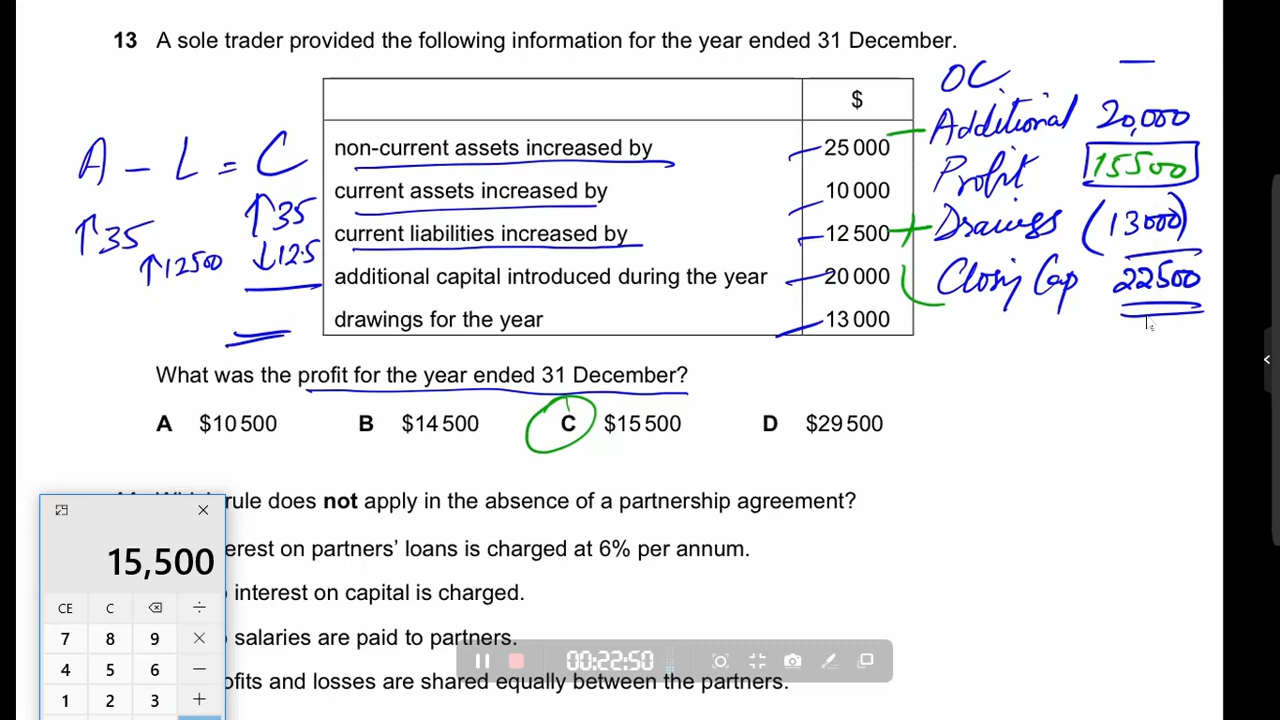 13 A sole trader provided the following information for the year ended 31 December.
$
non-current assets increased by 25 000
current assets increased by 10 000
current liabilities increased by 12 500
additional capital introduced during the year 20 000
drawings for the year 13 000
A - L = C
↑35 ↑35
↑12500 ↓12.5
OC —
Additional 20,000
Profit 15500
Drawings (13000)
Closing Cap 22500
What was the profit for the year ended 31 December?
A $10 500 B $14 500 C $15 500 D $29 500
rule does not apply in the absence of a partnership agreement?
erest on partners' loans is charged at 6% per annum.
interest on capital is charged.
salaries are paid to partners.
ofits and losses are shared equally between the partners.
15,500
CE C ÷
7 8 9 ×
4 5 6 −
1 2 3 +
00:22:50